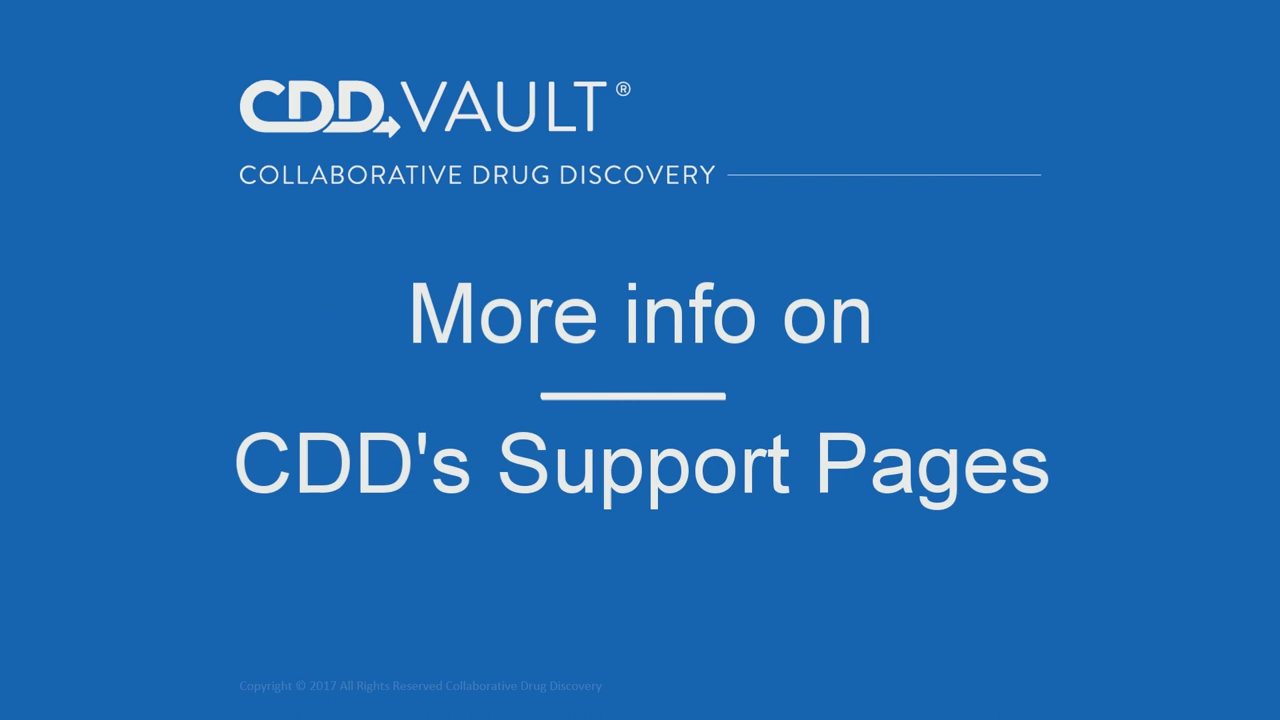 CDD VAULT®
COLLABORATIVE DRUG DISCOVERY
More info on
CDD's Support Pages
Copyright © 2017 All Rights Reserved Collaborative Drug Discovery